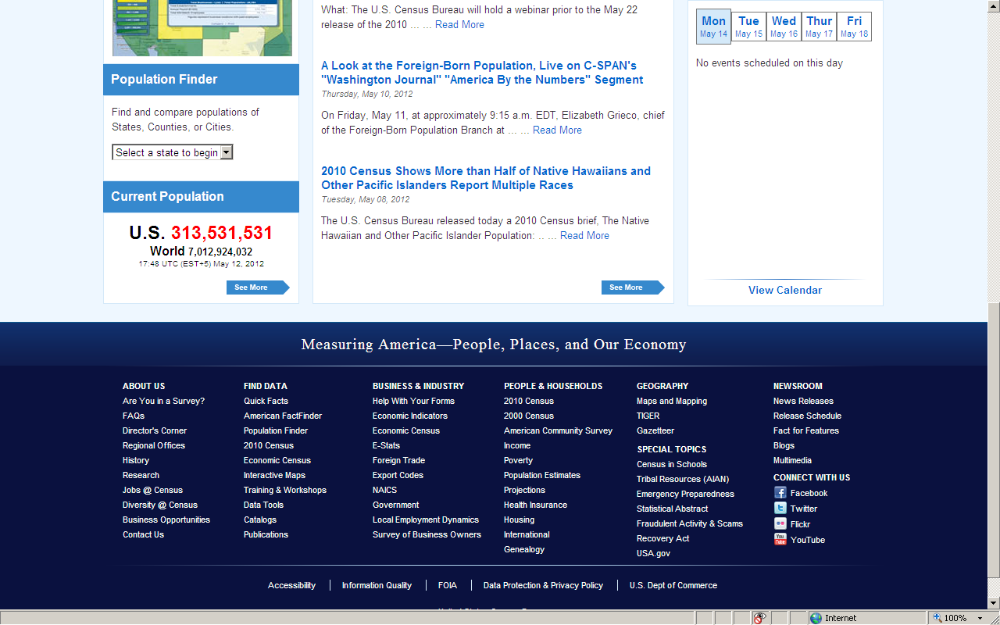 Population Finder
Find and compare populations of
States, Counties, or Cities.
Select a state to begin
Current Population
U.S. 313,531,531
World 7,012,924,032
17:48 UTC (EST+5) May 12, 2012
See More
What: The U.S. Census Bureau will hold a webinar prior to the May 22
release of the 2010 ... ... Read More
A Look at the Foreign-Born Population, Live on C-SPAN's
"Washington Journal" "America By the Numbers" Segment
Thursday, May 10, 2012
On Friday, May 11, at approximately 9:15 a.m. EDT, Elizabeth Grieco, chief
of the Foreign-Born Population Branch at ... ... Read More
2010 Census Shows More than Half of Native Hawaiians and
Other Pacific Islanders Report Multiple Races
Tuesday, May 08, 2012
The U.S. Census Bureau released today a 2010 Census brief, The Native
Hawaiian and Other Pacific Islander Population: .. ... Read More
See More
Mon Tue Wed Thur Fri
May 14 May 15 May 16 May 17 May 18
No events scheduled on this day
View Calendar
Measuring America—People, Places, and Our Economy
ABOUT US
Are You in a Survey?
FAQs
Director's Corner
Regional Offices
History
Research
Jobs @ Census
Diversity @ Census
Business Opportunities
Contact Us
FIND DATA
Quick Facts
American FactFinder
Population Finder
2010 Census
Economic Census
Interactive Maps
Training & Workshops
Data Tools
Catalogs
Publications
BUSINESS & INDUSTRY
Help With Your Forms
Economic Indicators
Economic Census
E-Stats
Foreign Trade
Export Codes
NAICS
Government
Local Employment Dynamics
Survey of Business Owners
PEOPLE & HOUSEHOLDS
2010 Census
2000 Census
American Community Survey
Income
Poverty
Population Estimates
Projections
Health Insurance
Housing
International
Genealogy
GEOGRAPHY
Maps and Mapping
TIGER
Gazetteer
SPECIAL TOPICS
Census in Schools
Tribal Resources (AIAN)
Emergency Preparedness
Statistical Abstract
Fraudulent Activity & Scams
Recovery Act
USA.gov
NEWSROOM
News Releases
Release Schedule
Fact for Features
Blogs
Multimedia
CONNECT WITH US
Facebook
Twitter
Flickr
YouTube
Accessibility Information Quality FOIA Data Protection & Privacy Policy U.S. Dept of Commerce
Internet 100%